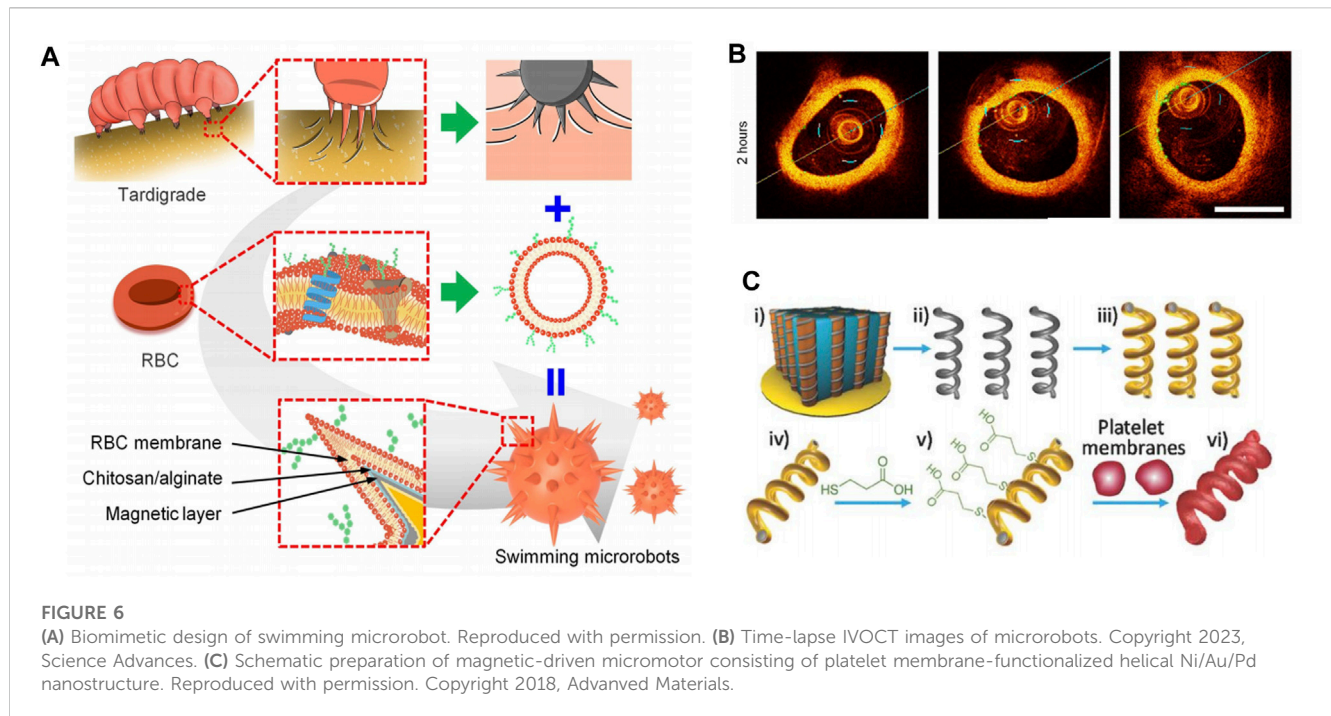 A
Tardigrade
RBC
RBC membrane
Chitosan/alginate
Magnetic layer
Swimming microrobots
B
2 hours
C
i)
ii)
iii)
iv)
HS
OH
O
v)
HO
O
S
HO
O
S
HO
O
S
Platelet
membranes
vi)
FIGURE 6
(A) Biomimetic design of swimming microrobot. Reproduced with permission. (B) Time-lapse IVOCT images of microrobots. Copyright 2023,
Science Advances. (C) Schematic preparation of magnetic-driven micromotor consisting of platelet membrane-functionalized helical Ni/Au/Pd
nanostructure. Reproduced with permission. Copyright 2018, Advanved Materials.